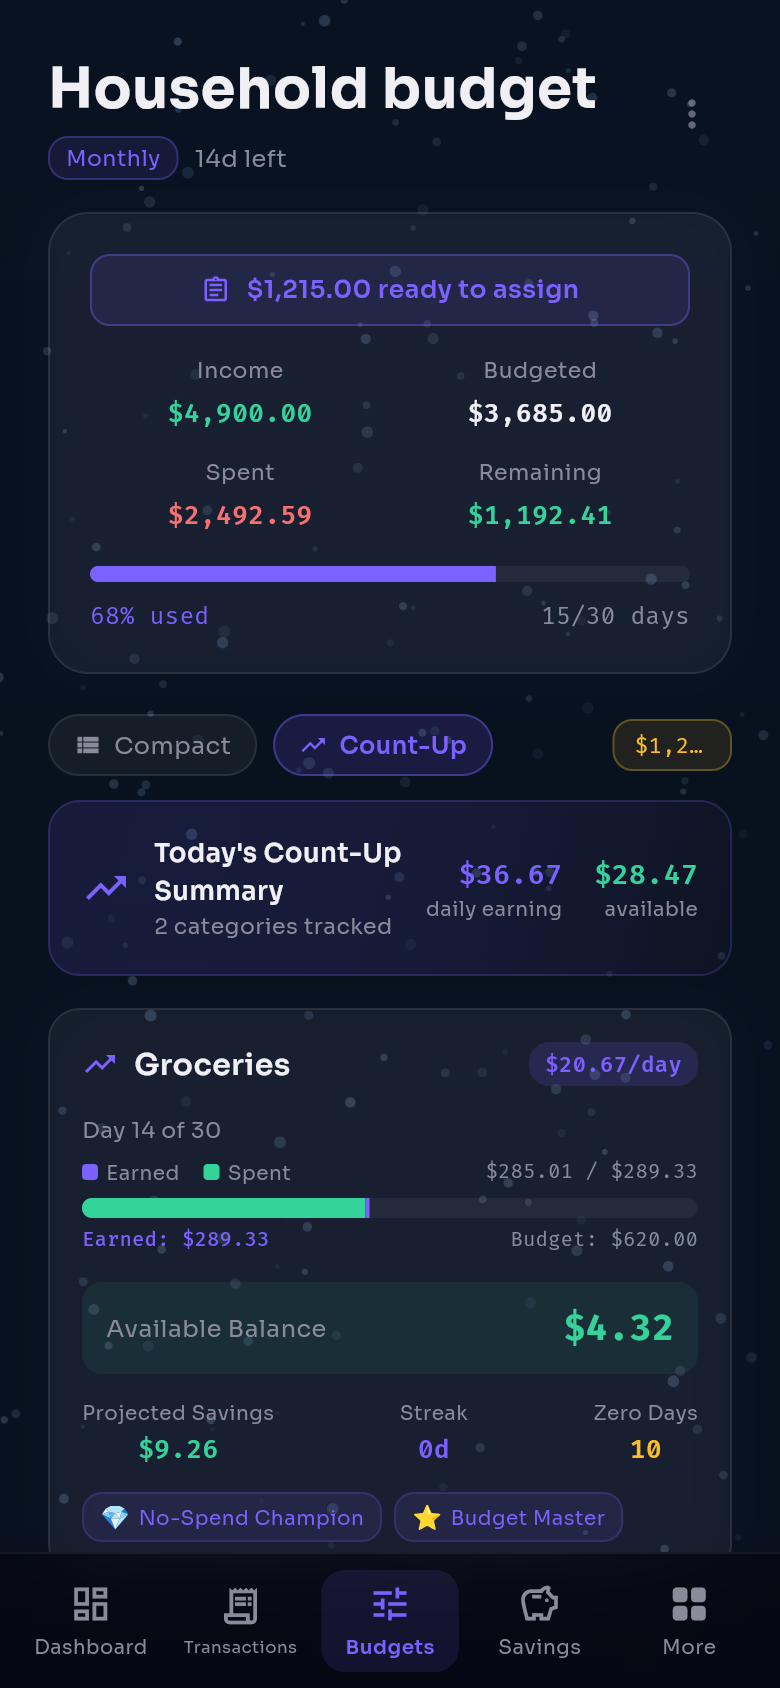 Household budget
Monthly
14d left
$1,215.00 ready to assign
Income
Budgeted
$4,900.00
$3,685.00
Spent
Remaining
$2,492.59
$1,192.41
68% used
15/30 days
Compact
Count-Up
$1,2…
Today's Count-Up
Summary
2 categories tracked
$36.67
daily earning
$28.47
available
Groceries
$20.67/day
Day 14 of 30
Earned
Spent
$285.01 / $289.33
Earned: $289.33
Budget: $620.00
Available Balance
$4.32
Projected Savings
Streak
Zero Days
$9.26
0d
10
No-Spend Champion
Budget Master
Dashboard
Transactions
Budgets
Savings
More